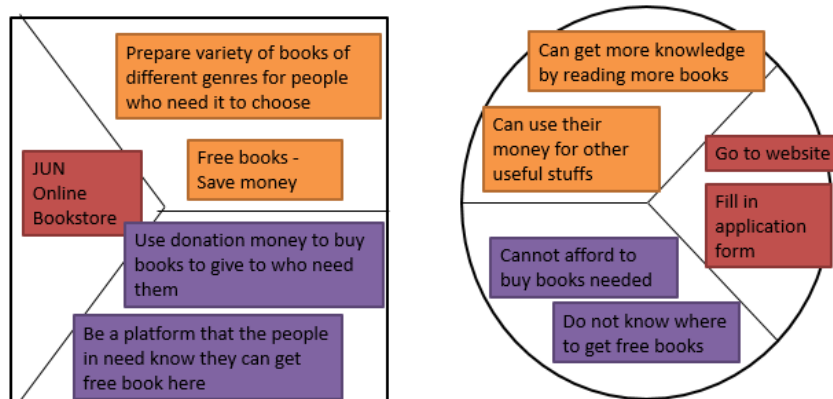 Prepare variety of books of
different genres for people
who need it to choose
Free books -
Save money
JUN
Online
Bookstore
Use donation money to buy
books to give to who need
them
Be a platform that the people
in need know they can get
free book here
Can get more knowledge
by reading more books
Can use their
money for other
useful stuffs
Go to website
Fill in
application
form
Cannot afford to
buy books needed
Do not know where
to get free books